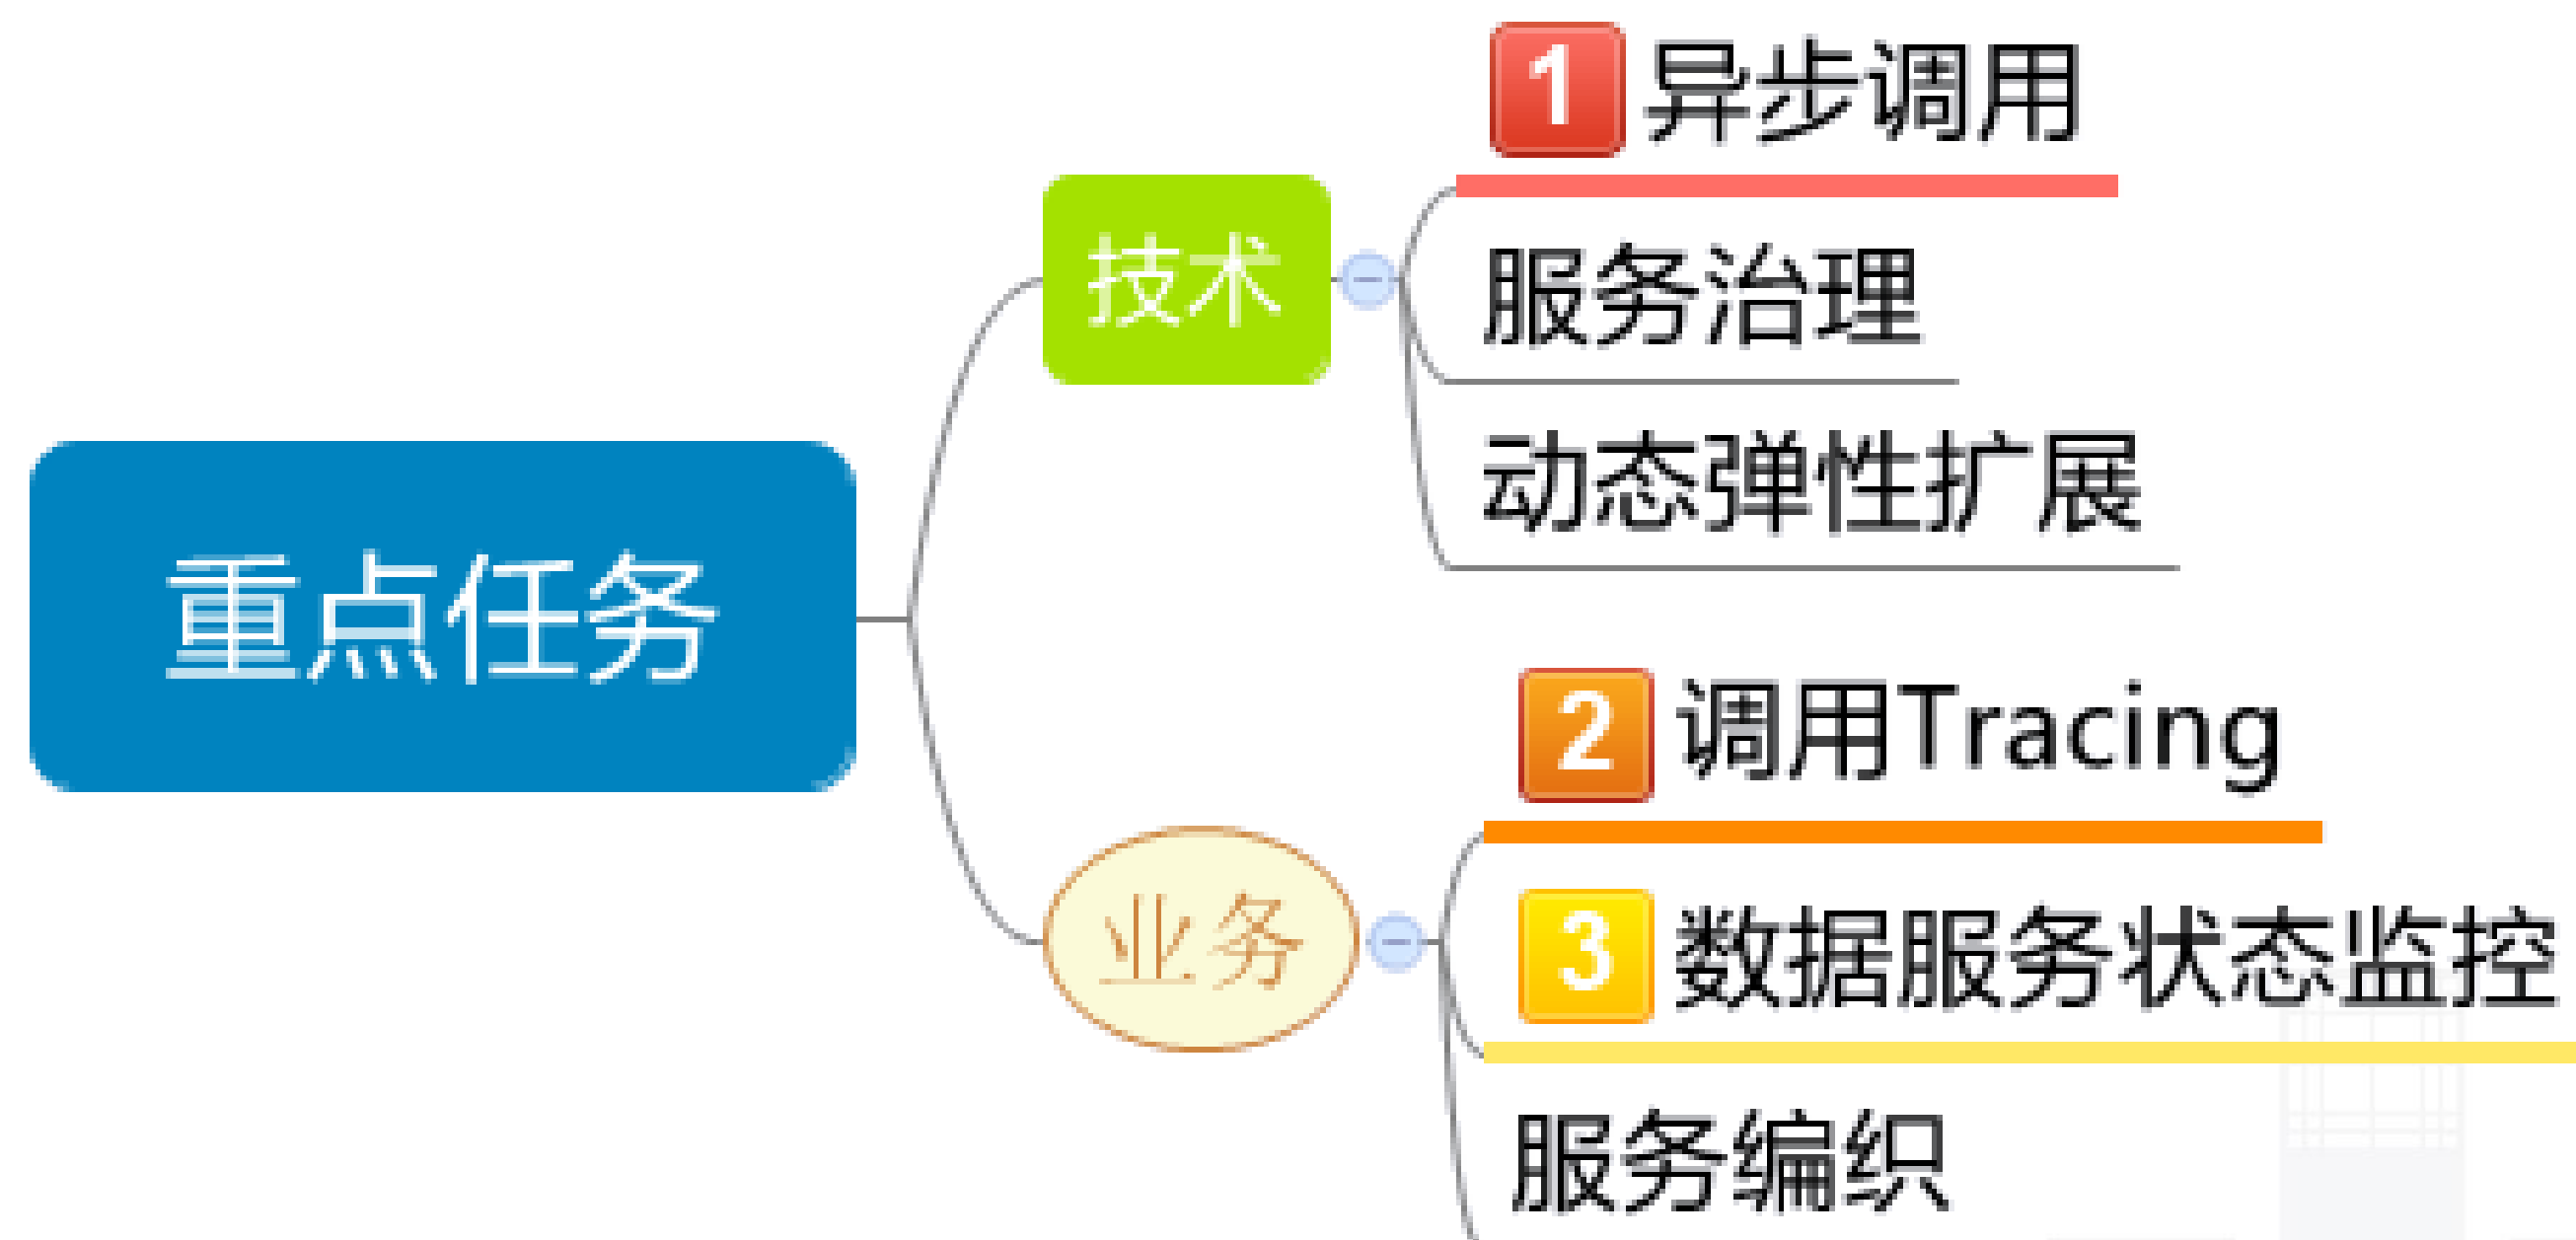 重点任务
技术
1 异步调用
服务治理
动态弹性扩展
业务
2 调用Tracing
3 数据服务状态监控
服务编织